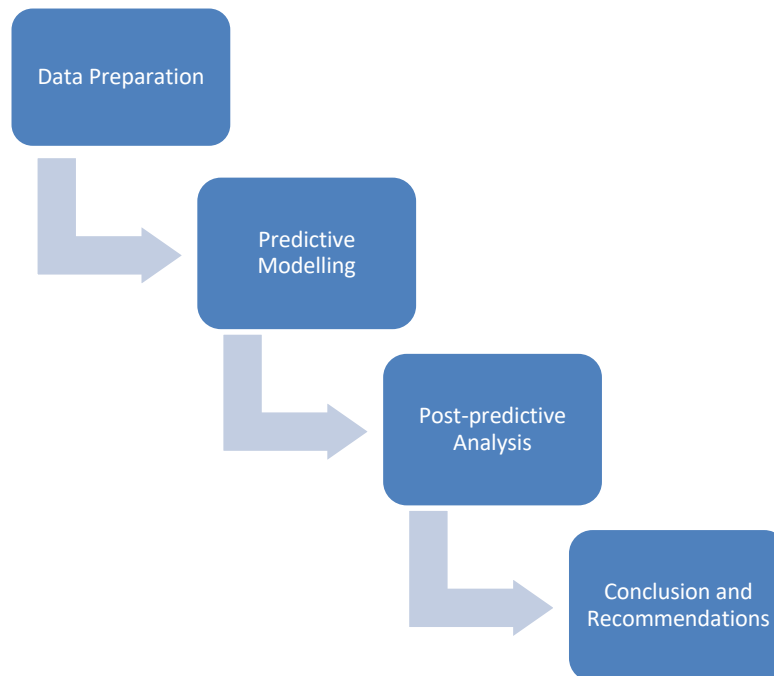 Data Preparation
Predictive
Modelling
Post-predictive
Analysis
Conclusion and
Recommendations